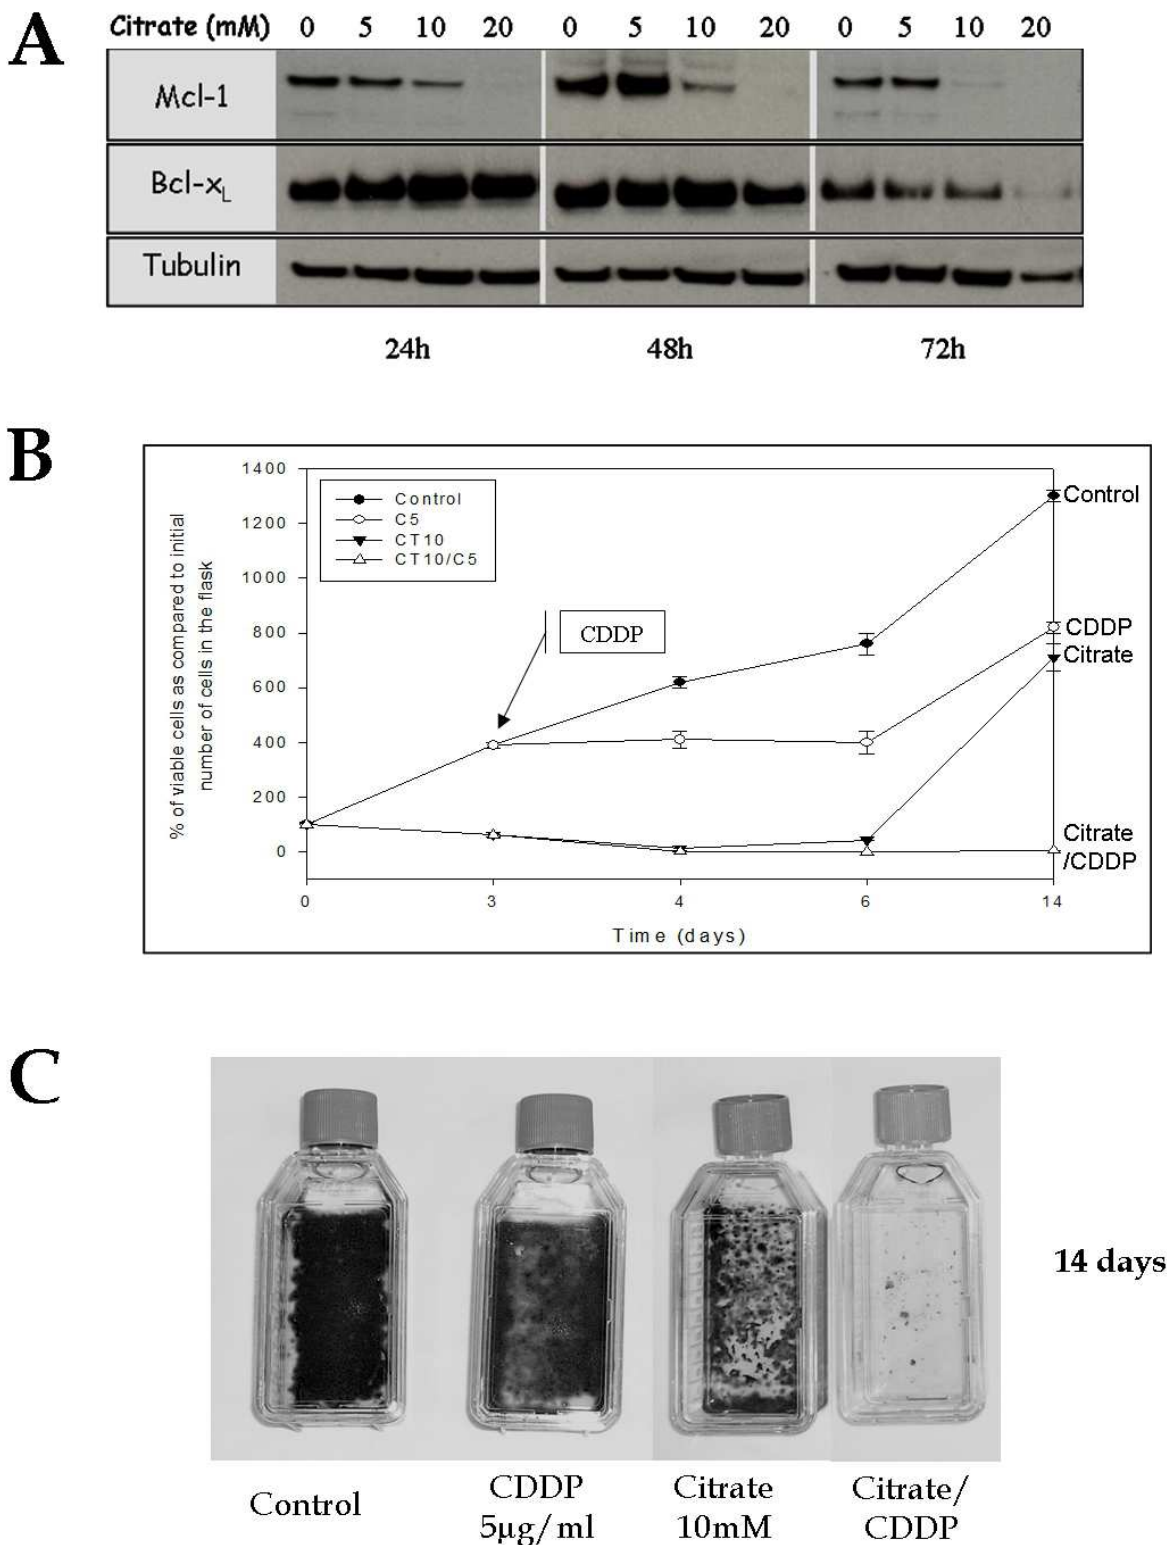 A
Citrate (mM) 0 5 10 20 0 5 10 20 0 5 10 20
Mcl-1
Bcl-xL
Tubulin
24h 48h 72h
B
1400
1200
1000
800
600
400
200
0
% of viable cells as compared to initial
number of cells in the flask
Control
C5
CT10
CT10/C5
CDDP
Control
CDDP
Citrate
Citrate
/CDDP
0 3 4 6 14
Time (days)
C
14 days
Control
CDDP
5µg/ml
Citrate
10mM
Citrate/
CDDP